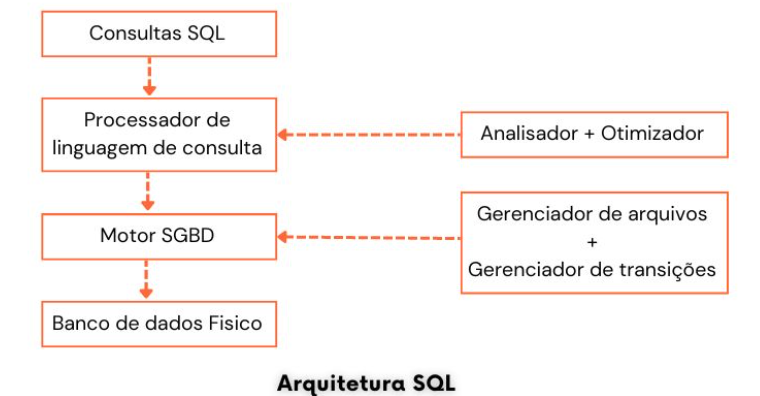 Consultas SQL
Processador de
linguagem de consulta
Analisador + Otimizador
Motor SGBD
Gerenciador de arquivos
+
Gerenciador de transições
Banco de dados Fisico
Arquitetura SQL